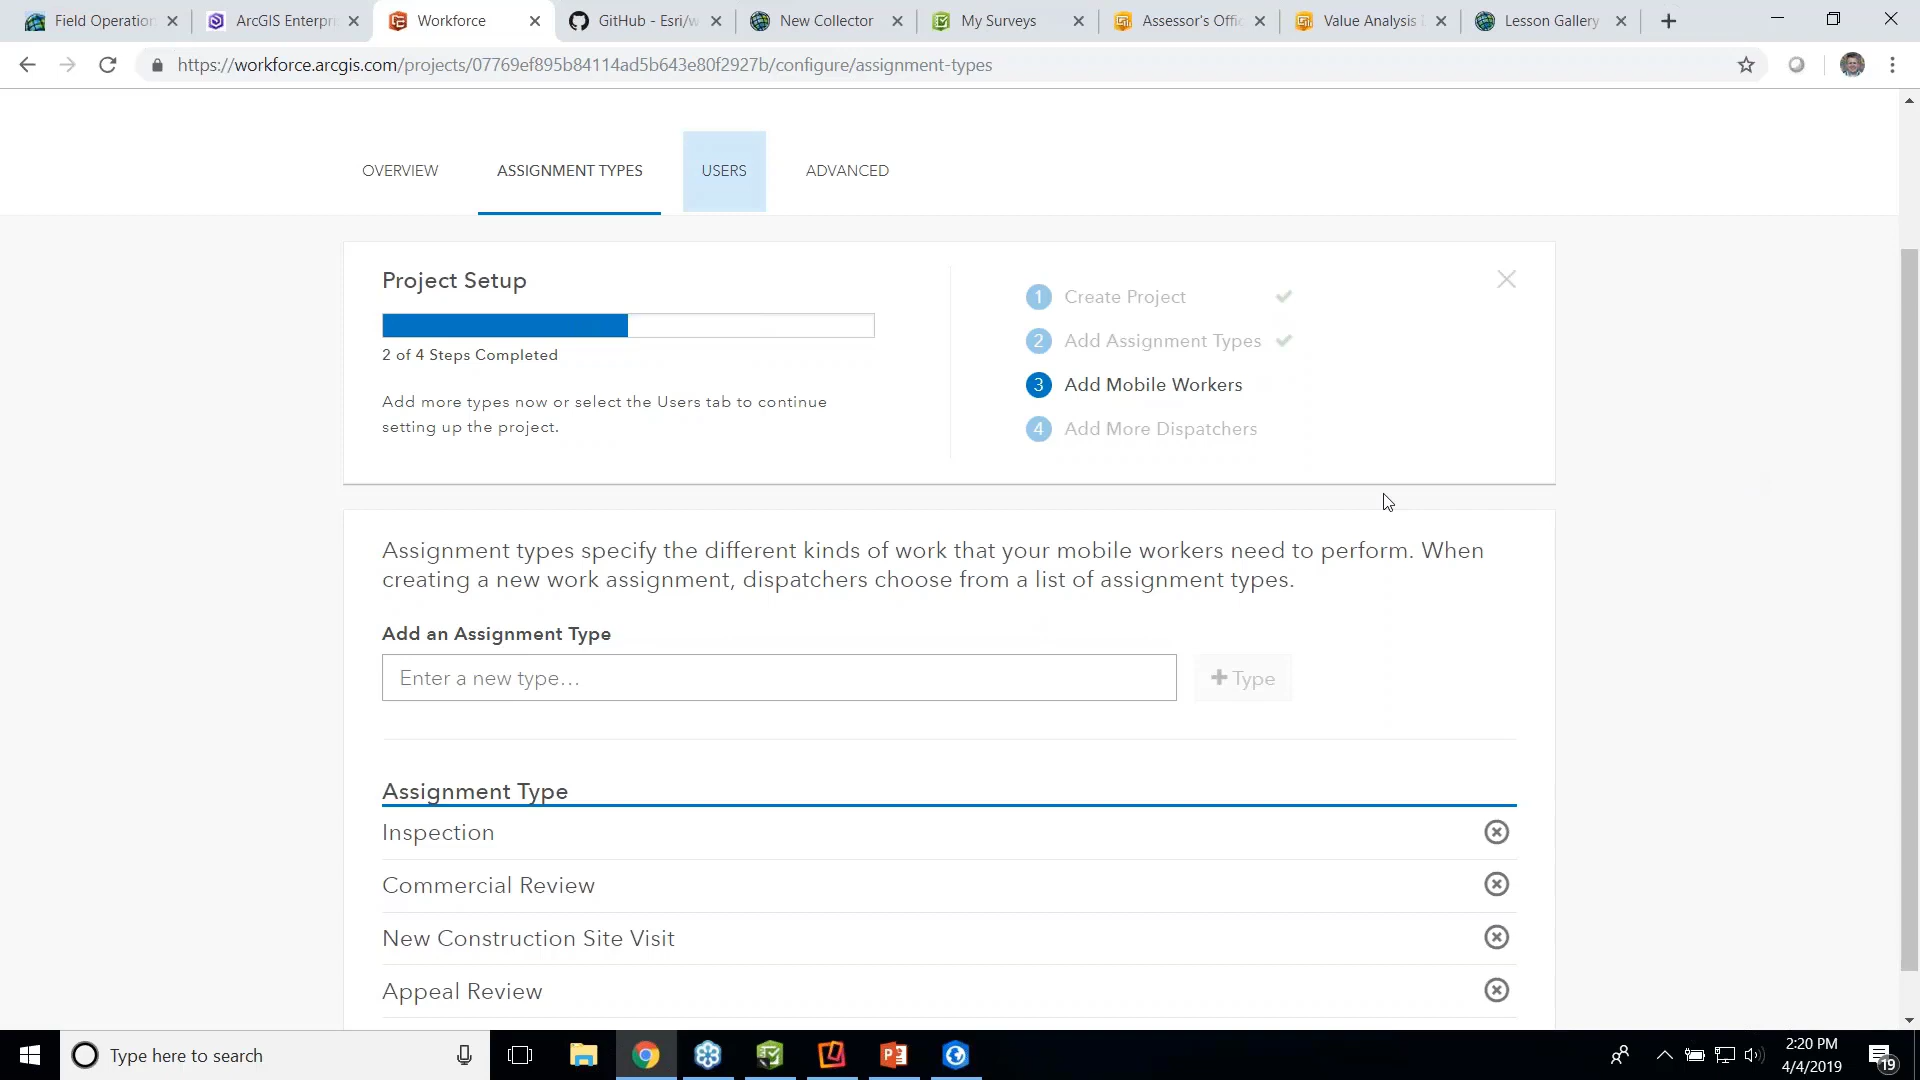 Field Operation
ArcGIS Enterpri
Workforce
GitHub - Esri/w
New Collector
My Surveys
Assessor's Offic
Value Analysis
Lesson Gallery
https://workforce.arcgis.com/projects/07769ef895b84114ad5b643e80f2927b/configure/assignment-types
OVERVIEW
ASSIGNMENT TYPES
USERS
ADVANCED
Project Setup
2 of 4 Steps Completed
Add more types now or select the Users tab to continue
setting up the project.
1 Create Project
2 Add Assignment Types
3 Add Mobile Workers
4 Add More Dispatchers
Assignment types specify the different kinds of work that your mobile workers need to perform. When
creating a new work assignment, dispatchers choose from a list of assignment types.
Add an Assignment Type
Enter a new type…
+ Type
Assignment Type
Inspection
Commercial Review
New Construction Site Visit
Appeal Review
Type here to search
2:20 PM
4/4/2019
19